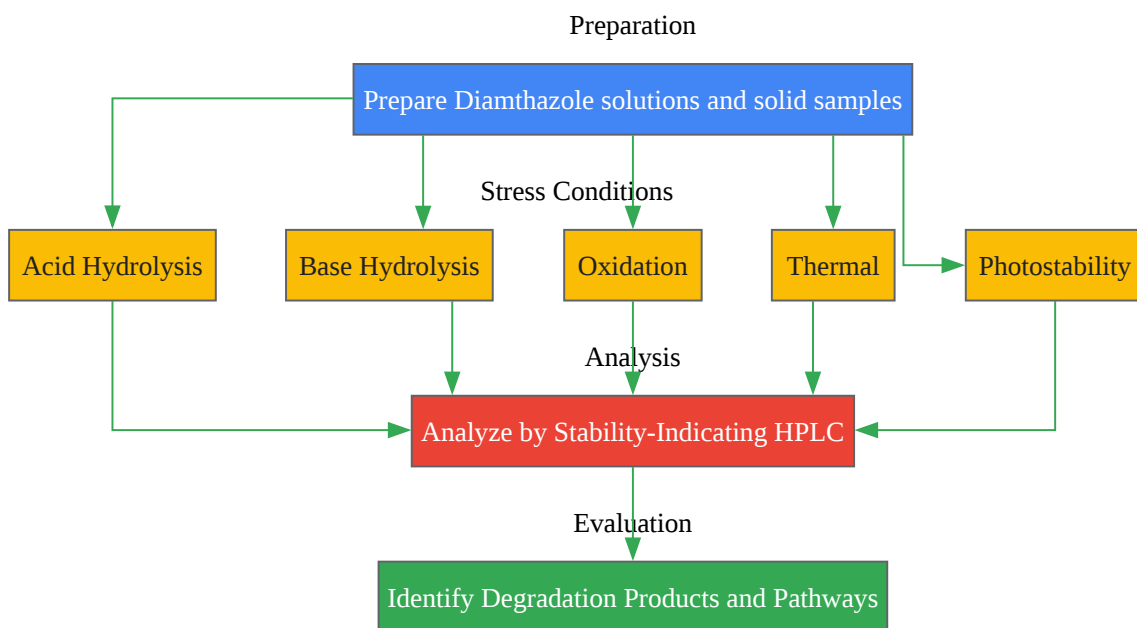 Preparation
Prepare Diamthazole solutions and solid samples
Stress Conditions
Acid Hydrolysis
Base Hydrolysis
Oxidation
Thermal
Photostability
Analysis
Analyze by Stability-Indicating HPLC
Evaluation
Identify Degradation Products and Pathways